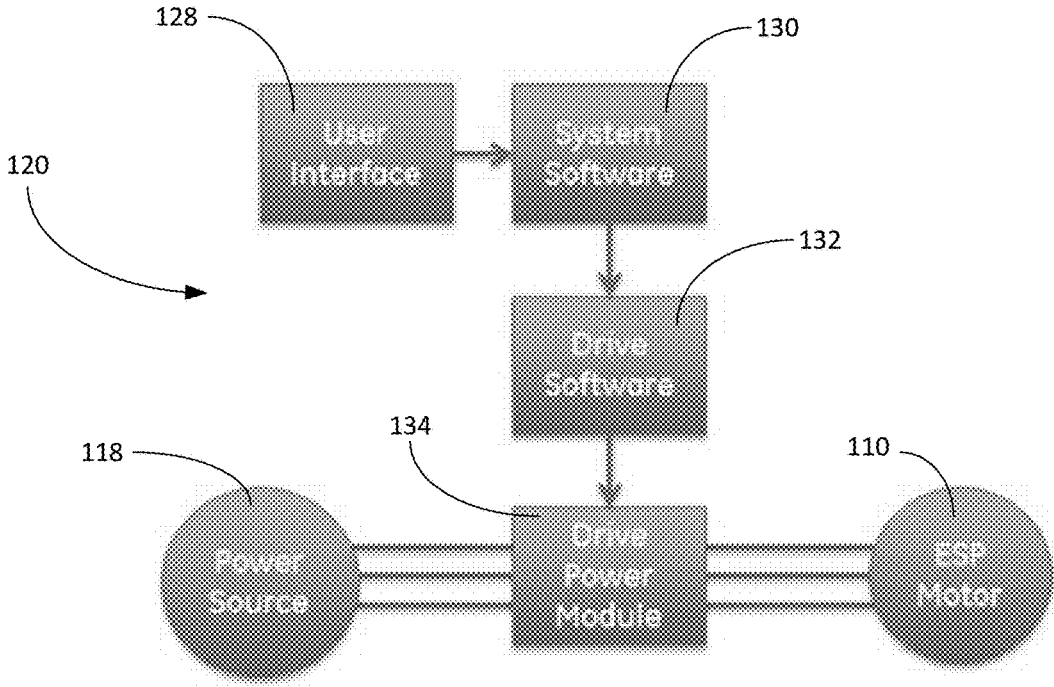 128
130
User
Interface
System
Software
120
132
Drive
Software
134
118
110
Power
Source
Drive
Power
Module
ESP
Motor